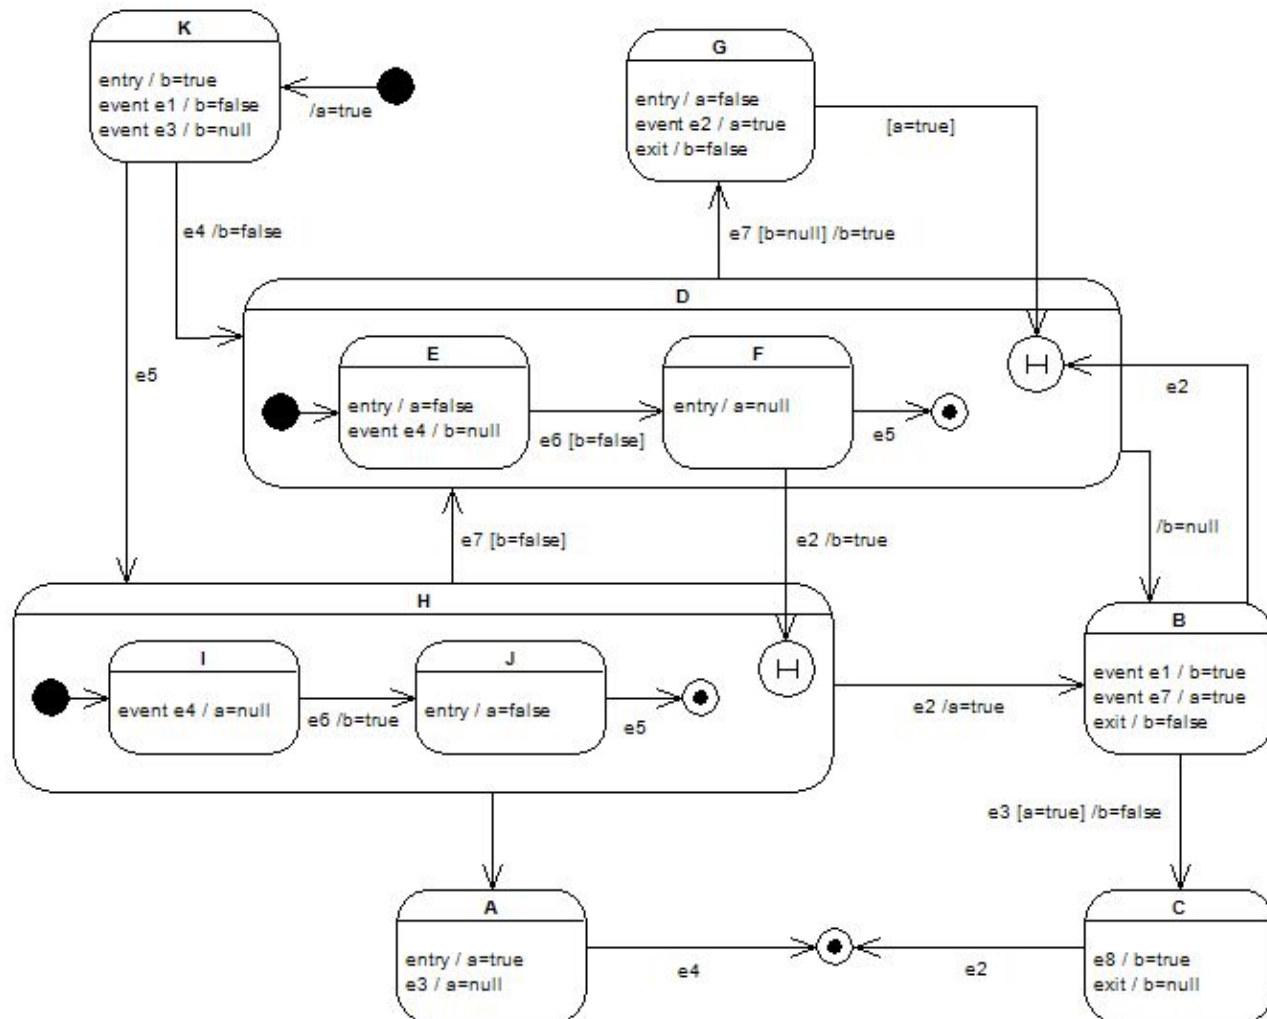 K
entry / b=true
event e1 / b=false
event e3 / b=null
/a=true
G
entry / a=false
event e2 / a=true
exit / b=false
[a=true]
e4 /b=false
e7 [b=null] /b=true
D
e5
E
entry / a=false
event e4 / b=null
e6 [b=false]
F
entry / a=null
e5
H
e2
e7 [b=false]
e2 /b=true
/b=null
H
I
event e4 / a=null
e6 /b=true
J
entry / a=false
e5
H
e2 /a=true
B
event e1 / b=true
event e7 / a=true
exit / b=false
e3 [a=true] /b=false
A
entry / a=true
e3 / a=null
e4
e2
C
e8 / b=true
exit / b=null